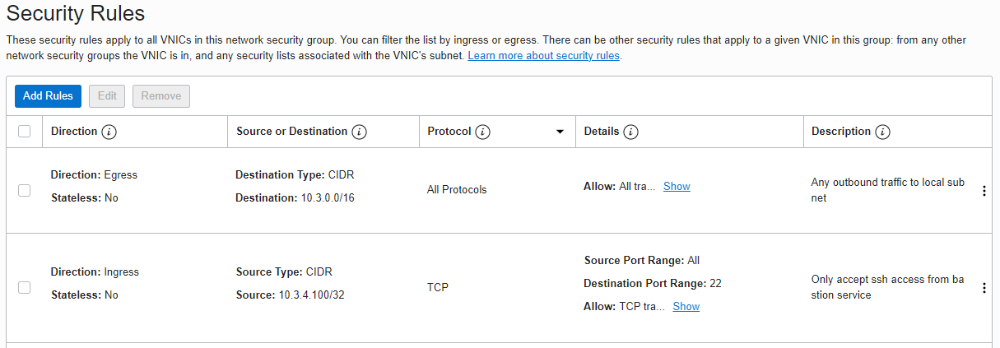 Security Rules
These security rules apply to all VNICs in this network security group. You can filter the list by ingress or egress. There can be other security rules that apply to a given VNIC in this group: from any other
network security groups the VNIC is in, and any security lists associated with the VNIC's subnet. Learn more about security rules.
Add Rules Edit Remove
Direction i Source or Destination i Protocol i Details i Description i
Direction: Egress
Stateless: No
Destination Type: CIDR
Destination: 10.3.0.0/16
All Protocols
Allow: All tra... Show
Any outbound traffic to local sub
net
Direction: Ingress
Stateless: No
Source Type: CIDR
Source: 10.3.4.100/32
TCP
Source Port Range: All
Destination Port Range: 22
Allow: TCP tra... Show
Only accept ssh access from ba
stion service